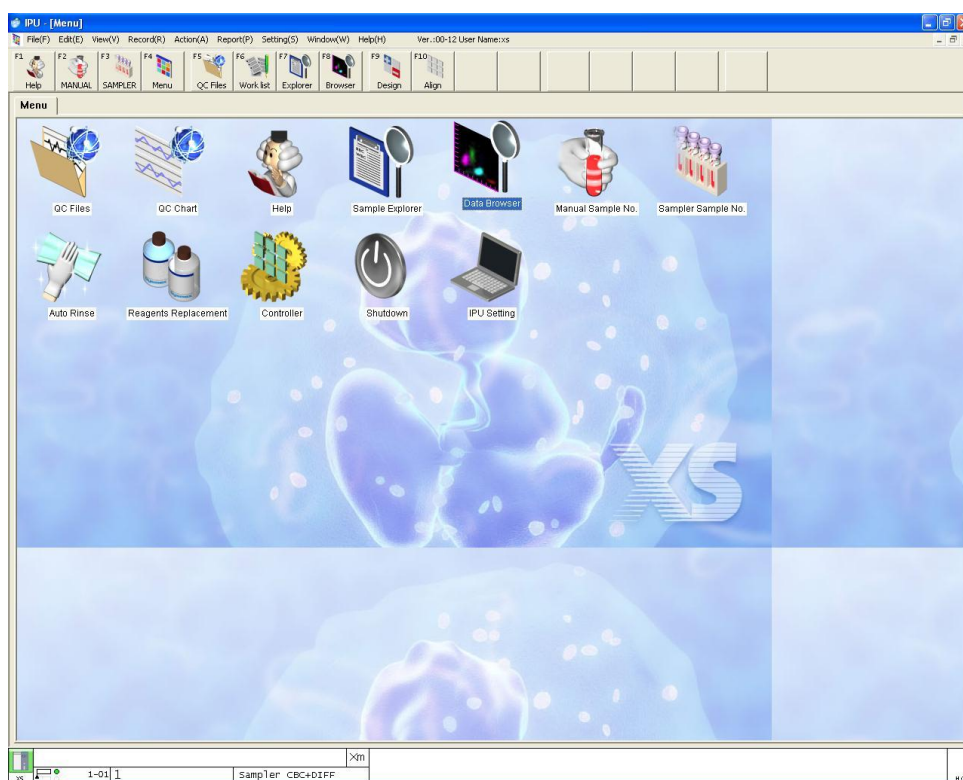 IPU - [Menu]
File(F) Edit(E) View(V) Record(R) Action(A) Report(P) Setting(S) Window(W) Help(H) Ver.:00-12 User Name:xs
F1 F2 F3 F4 F5 F6 F7 F8 F9 F10
Help MANUAL SAMPLER Menu QC Files Work list Explorer Browser Design Align
Menu
QC Files QC Chart Help Sample Explorer Data Browser Manual Sample No. Sampler Sample No.
Auto Rinse Reagents Replacement Controller Shutdown IPU Setting
XS
Xm
XS 1-01 1 Sampler CBC+DIFF